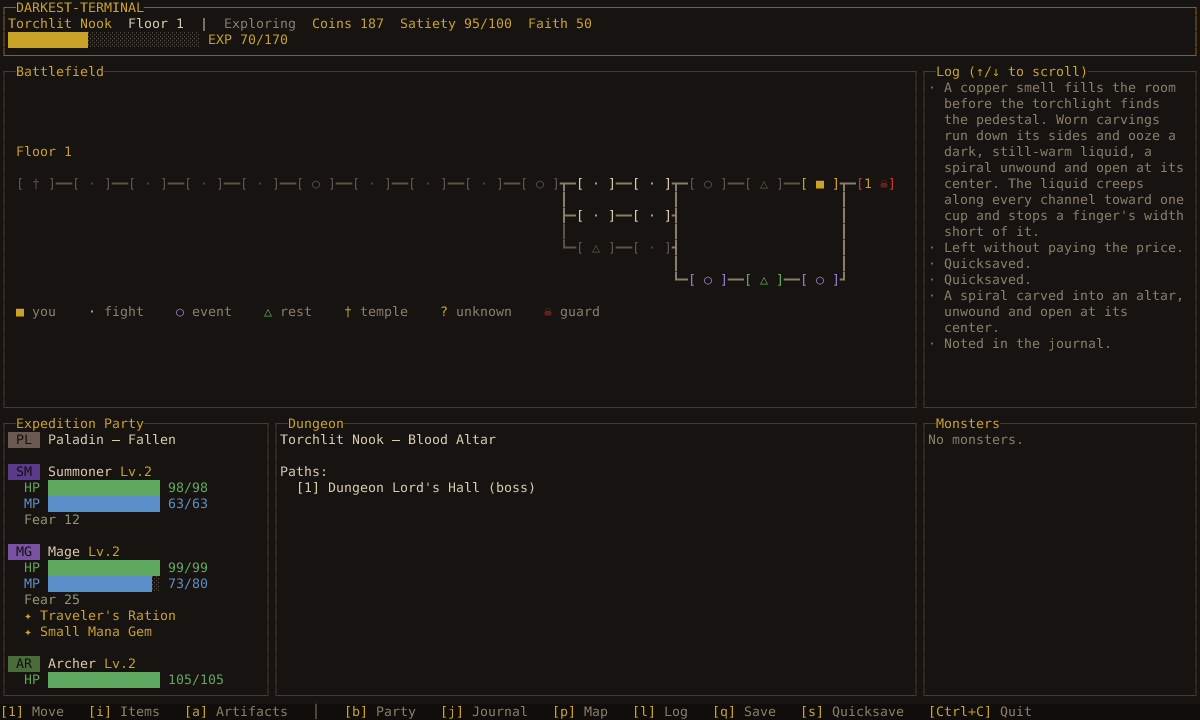 DARKEST-TERMINAL
Torchlit Nook  Floor 1  |  Exploring  Coins 187  Satiety 95/100  Faith 50
EXP 70/170
Battlefield
Floor 1
[ † ]━━[ · ]━━[ · ]━━[ · ]━━[ · ]━━[ ○ ]━━[ · ]━━[ · ]━━[ · ]━━[ ○ ]┳━[ · ]━━[ · ]┳━[ ○ ]━━[ △ ]━━[ ■ ]┳━[1 ☠]
┣━[ · ]━━[ · ]┫
┗━[ △ ]━━[ · ]┫
┗━[ ○ ]━━[ △ ]━━[ ○ ]┛
■ you    · fight    ○ event    △ rest    † temple    ? unknown    ☠ guard
Log (↑/↓ to scroll)
· A copper smell fills the room
before the torchlight finds
the pedestal. Worn carvings
run down its sides and ooze a
dark, still-warm liquid, a
spiral unwound and open at its
center. The liquid creeps
along every channel toward one
cup and stops a finger's width
short of it.
· Left without paying the price.
· Quicksaved.
· Quicksaved.
· A spiral carved into an altar,
unwound and open at its
center.
· Noted in the journal.
Expedition Party
PL Paladin — Fallen
SM Summoner Lv.2
HP 98/98
MP 63/63
Fear 12
MG Mage Lv.2
HP 99/99
MP 73/80
Fear 25
✦ Traveler's Ration
✦ Small Mana Gem
AR Archer Lv.2
HP 105/105
Dungeon
Torchlit Nook — Blood Altar
Paths:
[1] Dungeon Lord's Hall (boss)
Monsters
No monsters.
[1] Move   [i] Items   [a] Artifacts   |   [b] Party   [j] Journal   [p] Map   [l] Log   [q] Save   [s] Quicksave   [Ctrl+C] Quit